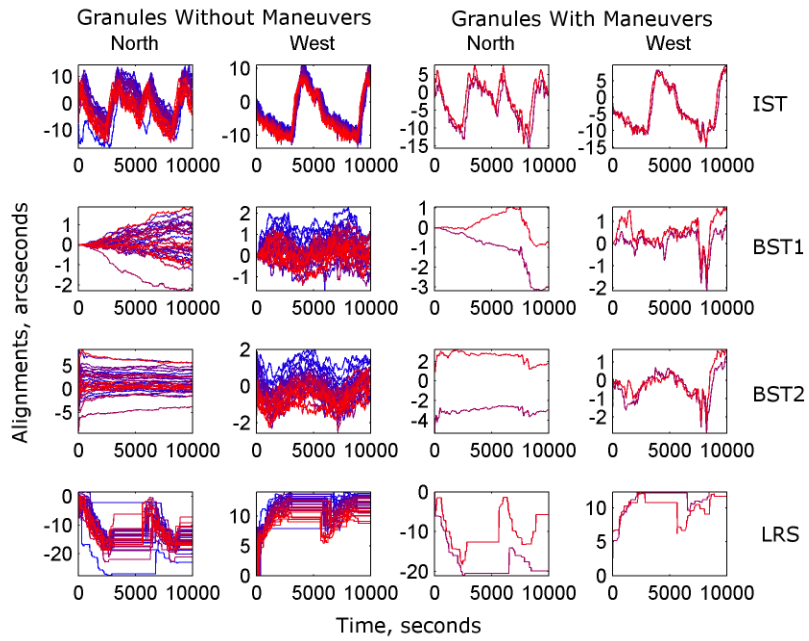 Granules Without Maneuvers
Granules With Maneuvers
North West North West
10 0 -10 0 5000 10000
10 0 -10 0 5000 10000
5 0 -5 -10 -15 0 5000 10000
5 0 -5 -10 -15 0 5000 10000
IST
1 0 -1 -2 0 5000 10000
2 1 0 -1 0 5000 10000
1 0 -1 -2 -3 0 5000 10000
1 0 -1 -2 0 5000 10000
BST1
5 0 -5 0 5000 10000
2 0 -2 0 5000 10000
2 0 -2 -4 0 5000 10000
1 0 -1 -2 0 5000 10000
BST2
0 -10 -20 0 5000 10000
10 5 0 0 5000 10000
0 -10 -20 0 5000 10000
10 5 0 0 5000 10000
LRS
Alignments, arcseconds
Time, seconds